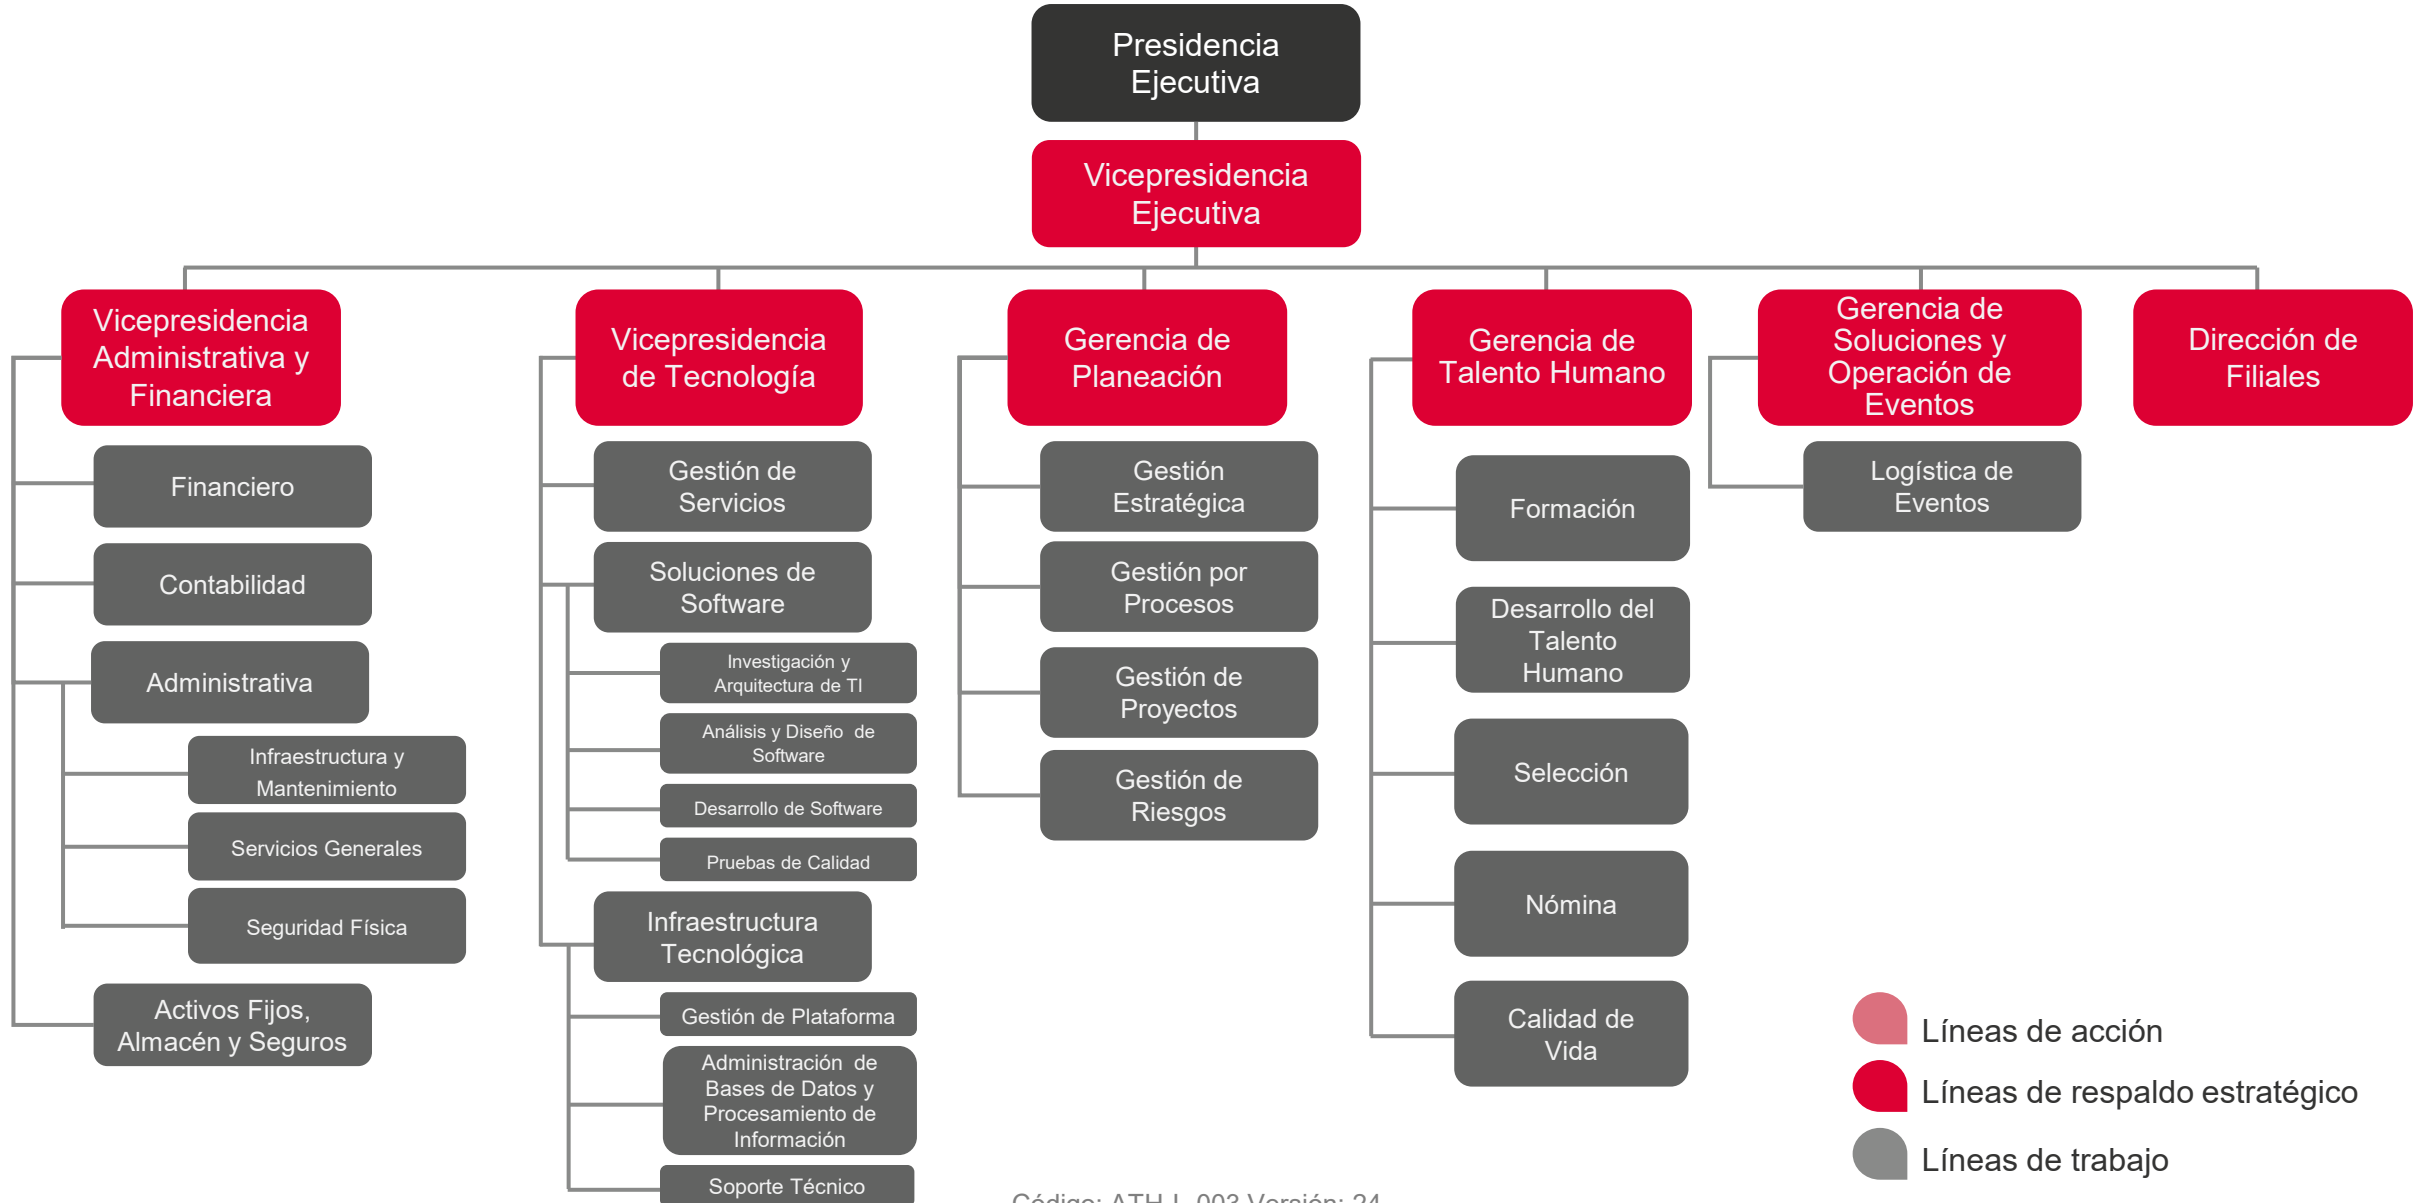 Presidencia
Ejecutiva
Vicepresidencia
Ejecutiva
Vicepresidencia
Administrativa y
Financiera
Financiero
Contabilidad
Administrativa
Infraestructura y
Mantenimiento
Servicios Generales
Seguridad Física
Activos Fijos,
Almacén y Seguros
Vicepresidencia
de Tecnología
Gestión de
Servicios
Soluciones de
Software
Investigación y
Arquitectura de TI
Análisis y Diseño de
Software
Desarrollo de Software
Pruebas de Calidad
Infraestructura
Tecnológica
Gestión de Plataforma
Administración de
Bases de Datos y
Procesamiento de
Información
Soporte Técnico
Gerencia de
Planeación
Gestión
Estratégica
Gestión por
Procesos
Gestión de
Proyectos
Gestión de
Riesgos
Gerencia de
Talento Humano
Formación
Desarrollo del
Talento
Humano
Selección
Nómina
Calidad de
Vida
Gerencia de
Soluciones y
Operación de
Eventos
Logística de
Eventos
Dirección de
Filiales
Líneas de acción
Líneas de respaldo estratégico
Líneas de trabajo
Código: ATH-L-003 Versión: 24